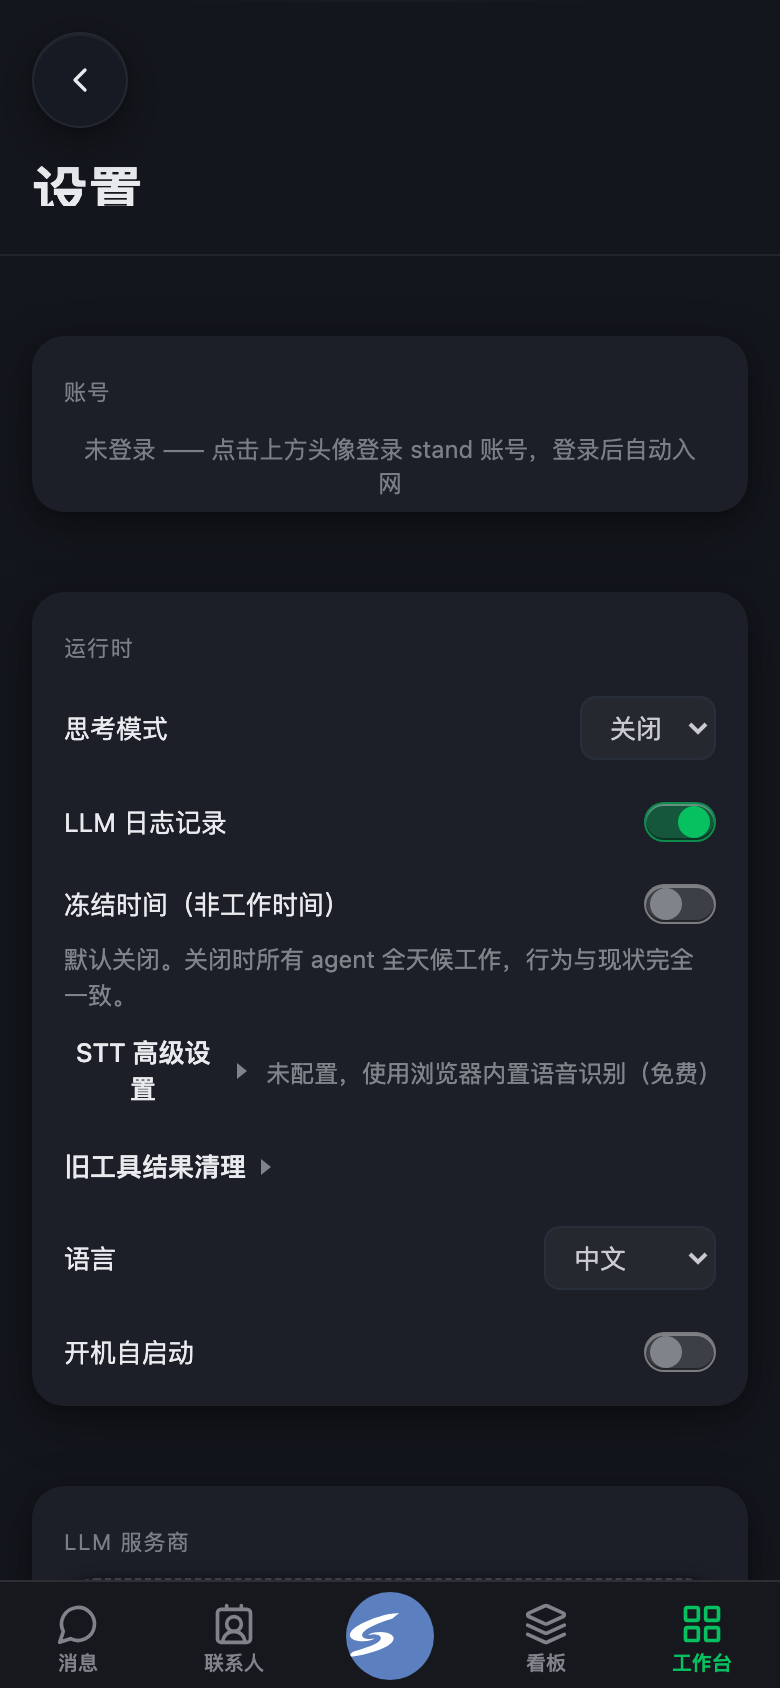 设置
账号
未登录 —— 点击上方头像登录 stand 账号，登录后自动入
网
运行时
思考模式
关闭
LLM 日志记录
冻结时间（非工作时间）
默认关闭。关闭时所有 agent 全天候工作，行为与现状完全
一致。
STT 高级设
置
未配置，使用浏览器内置语音识别（免费）
旧工具结果清理
语言
中文
开机自启动
LLM 服务商
消息
联系人
看板
工作台